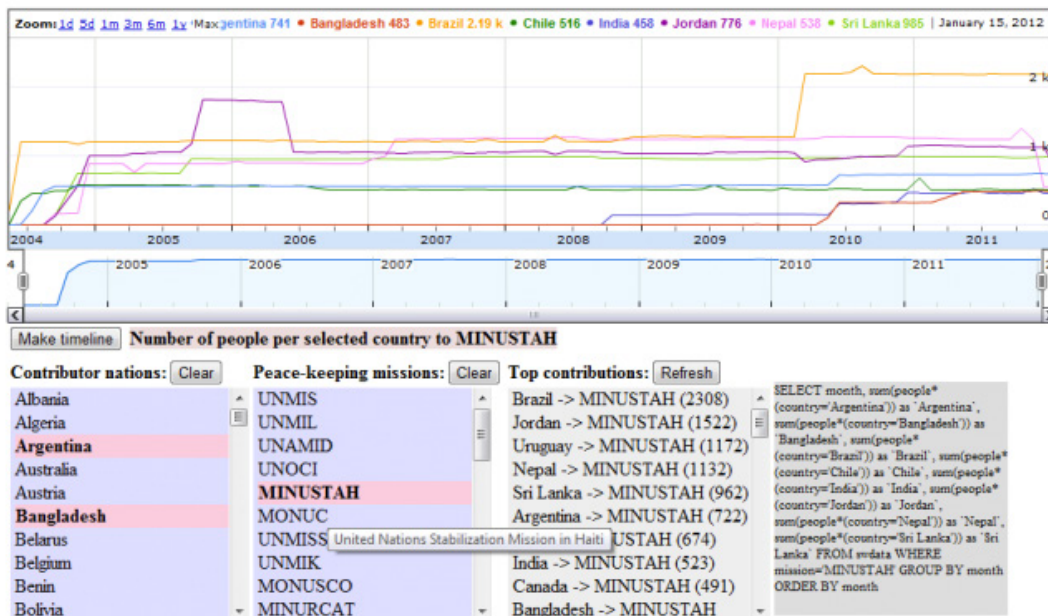 Zoom: 1d 5d 1m 3m 6m 1y Max gentina 741 ● Bangladesh 483 ● Brazil 2.19 k ● Chile 516 ● India 458 ● Jordan 776 ● Nepal 538 ● Sri Lanka 985 | January 15, 2012
2 k
1 k
0
2004 2005 2006 2007 2008 2009 2010 2011
4 2005 2006 2007 2008 2009 2010 2011
Make timeline Number of people per selected country to MINUSTAH
Contributor nations: Clear Peace-keeping missions: Clear Top contributions: Refresh
Albania
Algeria
Argentina
Australia
Austria
Bangladesh
Belarus
Belgium
Benin
Bolivia
UNMIS
UNMIL
UNAMID
UNOCI
MINUSTAH
MONUC
UNMISS
UNMIK
MONUSCO
MINURCAT
United Nations Stabilization Mission in Haiti
Brazil -> MINUSTAH (2308)
Jordan -> MINUSTAH (1522)
Uruguay -> MINUSTAH (1172)
Nepal -> MINUSTAH (1132)
Sri Lanka -> MINUSTAH (962)
Argentina -> MINUSTAH (722)
(674)
India -> MINUSTAH (523)
Canada -> MINUSTAH (491)
Bangladesh -> MINUSTAH
SELECT month, sum(people*
(country='Argentina')) as `Argentina`,
sum(people*(country='Bangladesh')) as
`Bangladesh`, sum(people*
(country='Brazil')) as `Brazil`, sum(people*
(country='Chile')) as `Chile`, sum(people*
(country='India')) as `India`, sum(people*
(country='Jordan')) as `Jordan`,
sum(people*(country='Nepal')) as `Nepal`,
sum(people*(country='Sri Lanka')) as `Sri
Lanka` FROM swdata WHERE
mission='MINUSTAH' GROUP BY month
ORDER BY month